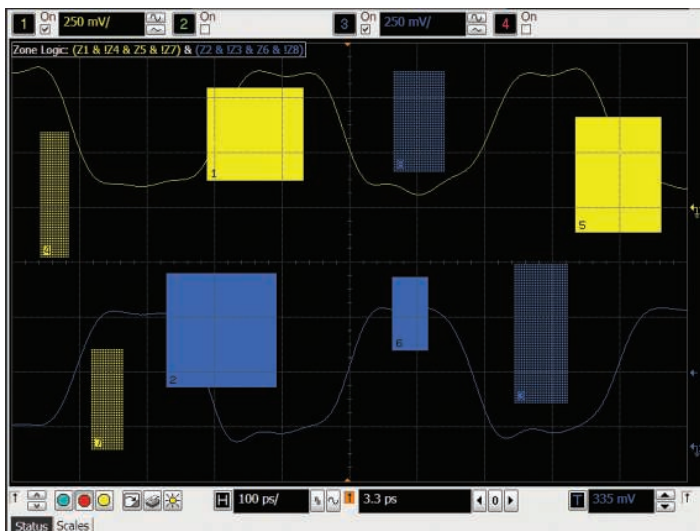 1 On 250 mV/ 2 On 3 On 250 mV/ 4 On
Zone Logic: (Z1 & !Z4 & Z5 & !Z7) & (Z2 & !Z3 & Z6 & !Z8)
3
4
1
5
6
2
7
8
H 100 ps/ T 3.3 ps 0 T 335 mV
Status Scales